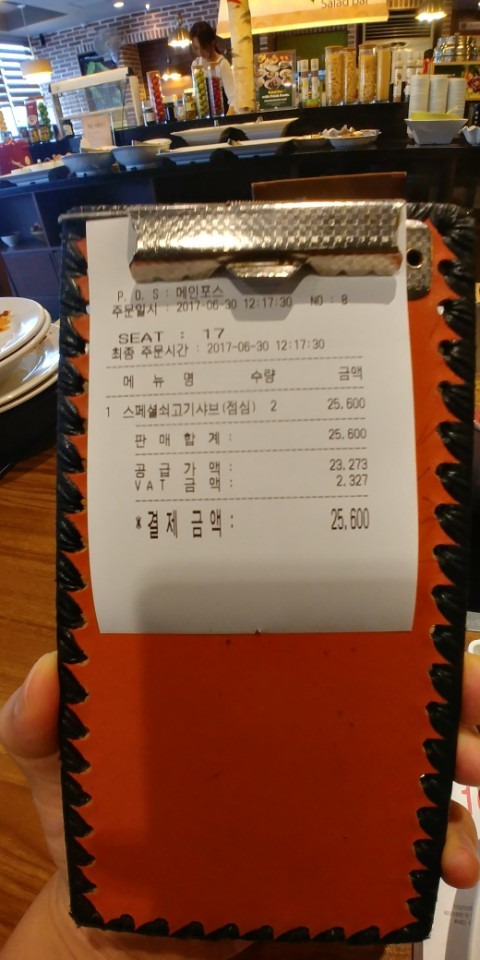 Salad bar
P.O.S : 메인포스
주문일시 : 2017-06-30 12:17:30 NO : 8
SEAT : 17
최종 주문시간 : 2017-06-30 12:17:30
메 뉴 명 수량 금액
1 스페셜쇠고기샤브(점심) 2 25,600
판 매 합 계 : 25,600
공 급 가 액 : 23,273
V A T 금 액 : 2,327
*결 제 금 액 : 25,600